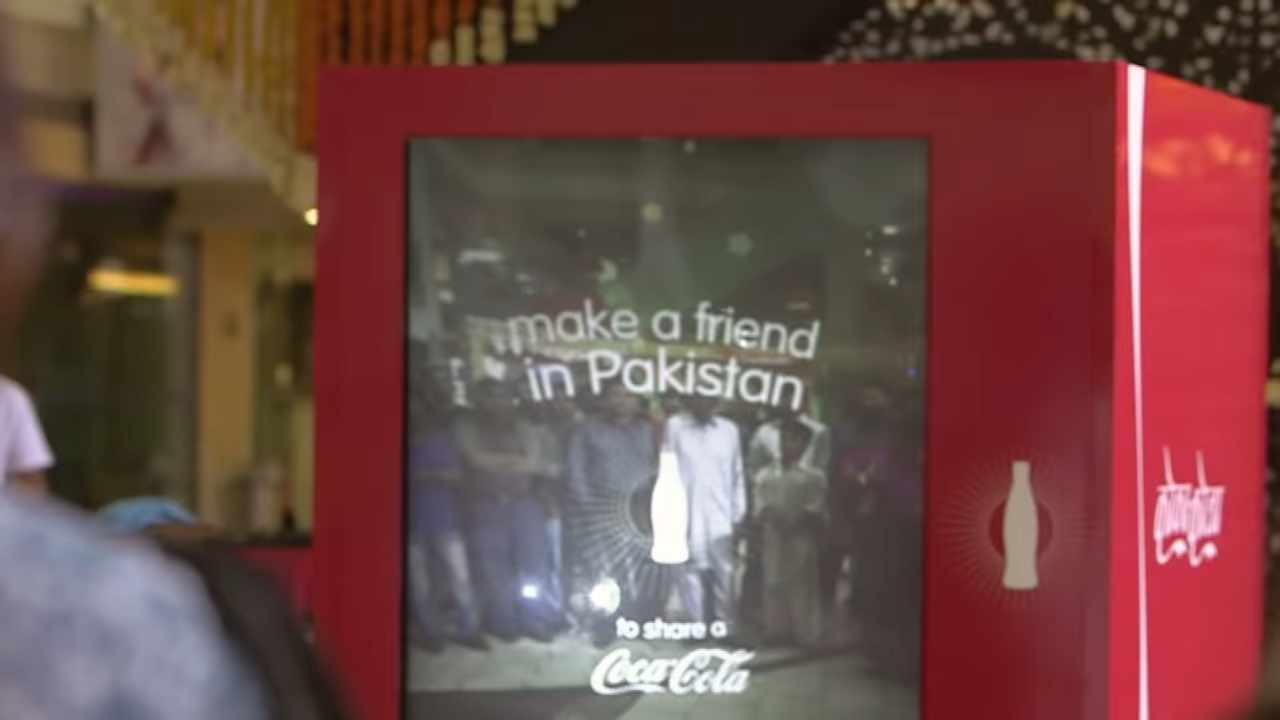 make a friend
in Pakistan
to share a
Coca-Cola